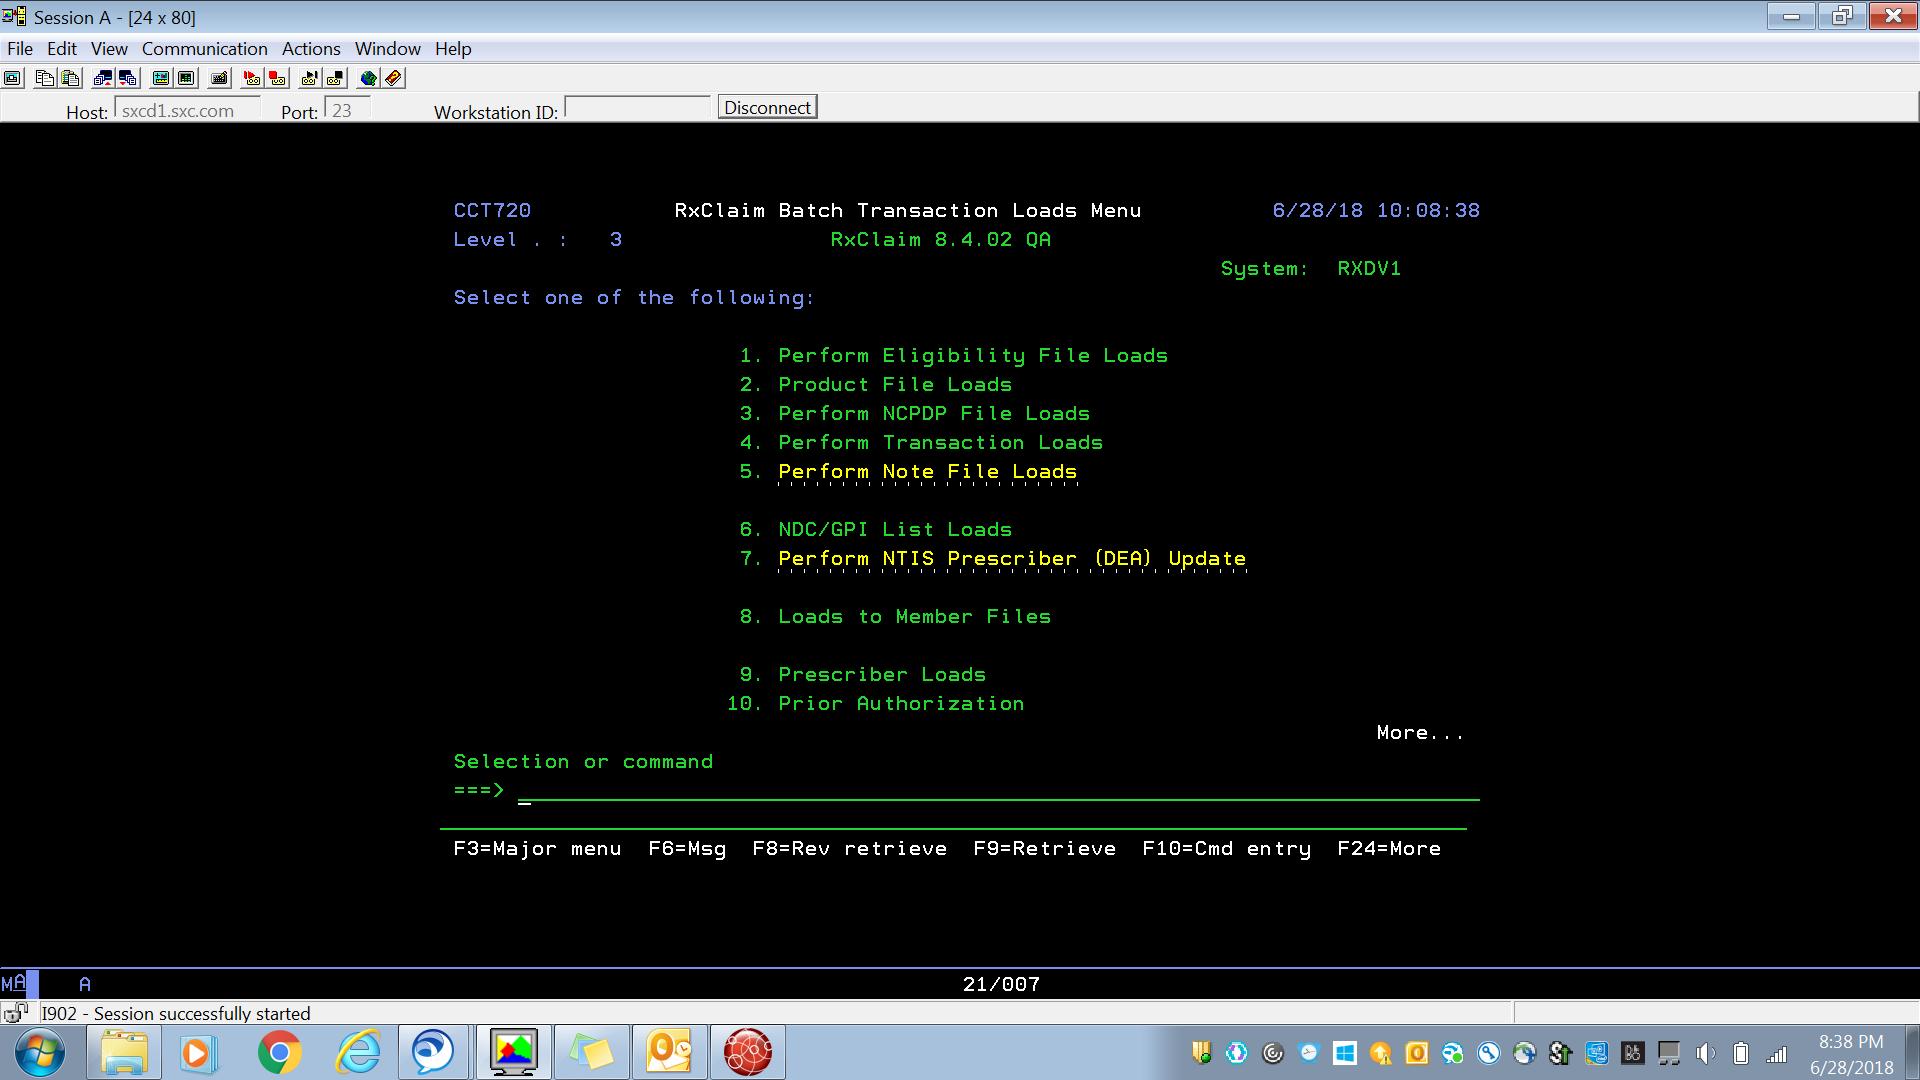 Session A - [24 x 80]
File Edit View Communication Actions Window Help
Host: sxcd1.sxc.com Port: 23 Workstation ID: Disconnect
CCT720 RxClaim Batch Transaction Loads Menu 6/28/18 10:08:38
Level . : 3 RxClaim 8.4.02 QA
System: RXDV1
Select one of the following:
1. Perform Eligibility File Loads
2. Product File Loads
3. Perform NCPDP File Loads
4. Perform Transaction Loads
5. Perform Note File Loads
6. NDC/GPI List Loads
7. Perform NTIS Prescriber (DEA) Update
8. Loads to Member Files
9. Prescriber Loads
10. Prior Authorization
More...
Selection or command
===>
F3=Major menu F6=Msg F8=Rev retrieve F9=Retrieve F10=Cmd entry F24=More
MA A 21/007
I902 - Session successfully started
8:38 PM
6/28/2018